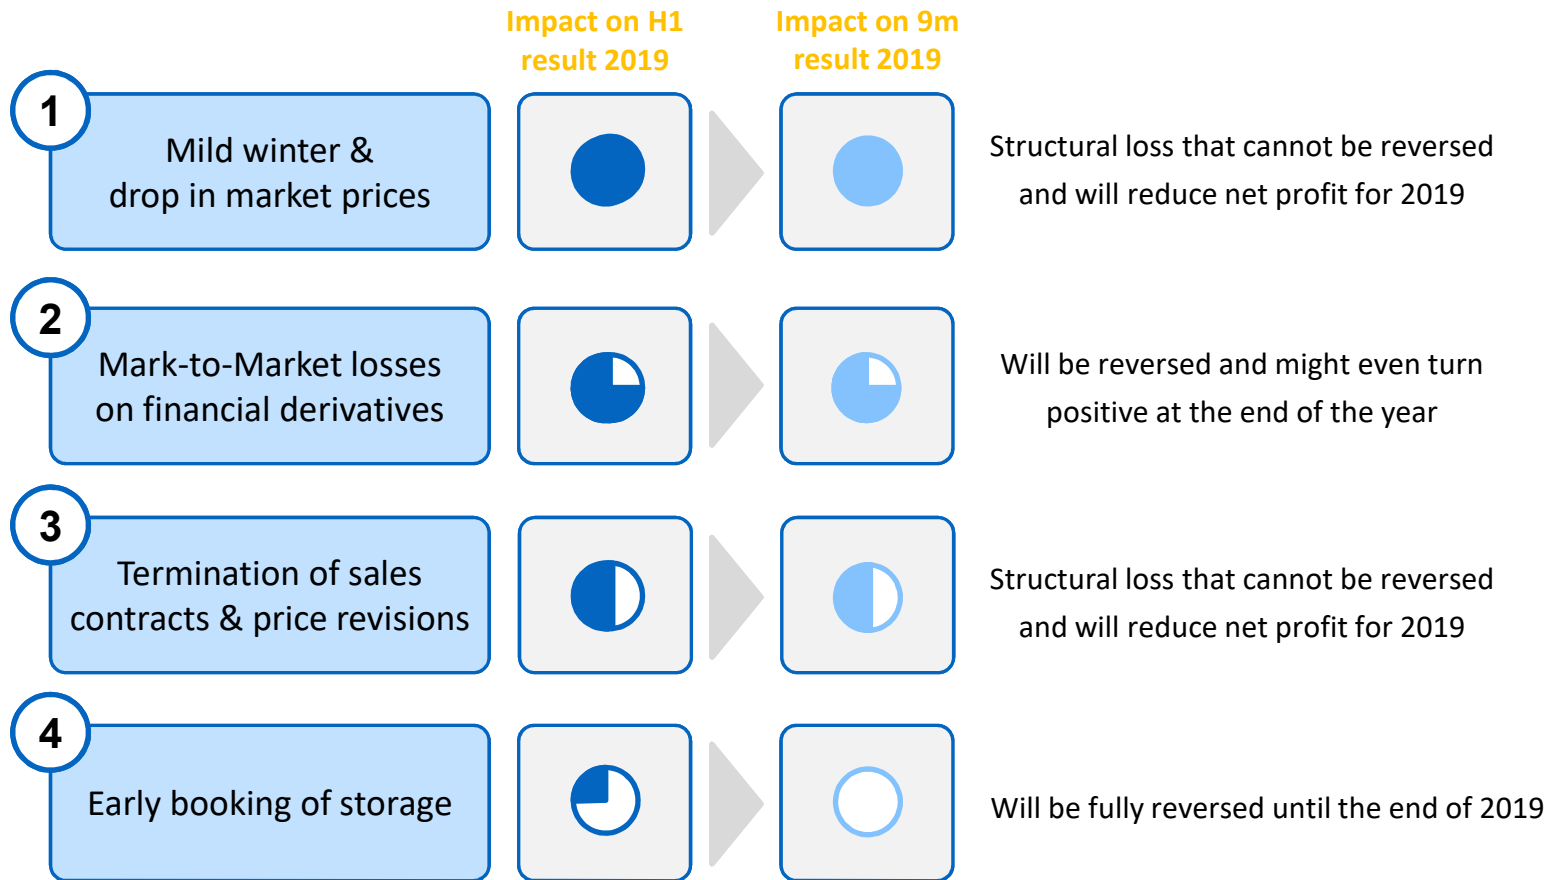 Impact on H1
result 2019
Impact on 9m
result 2019
1
Mild winter &
drop in market prices
Structural loss that cannot be reversed
and will reduce net profit for 2019
2
Mark-to-Market losses
on financial derivatives
Will be reversed and might even turn
positive at the end of the year
3
Termination of sales
contracts & price revisions
Structural loss that cannot be reversed
and will reduce net profit for 2019
4
Early booking of storage
Will be fully reversed until the end of 2019